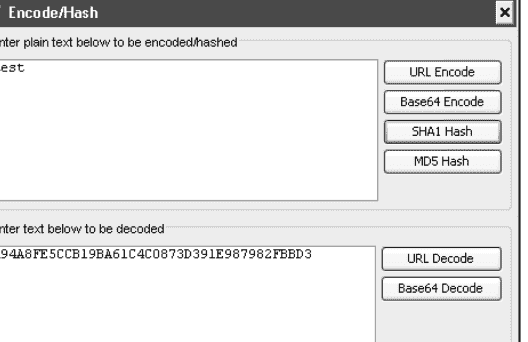 Encode/Hash
nter plain text below to be encoded/hashed
est
URL Encode
Base64 Encode
SHA1 Hash
MD5 Hash
nter text below to be decoded
94A8FE5CCB19BA61C4C0873D391E987982FBBD3
URL Decode
Base64 Decode